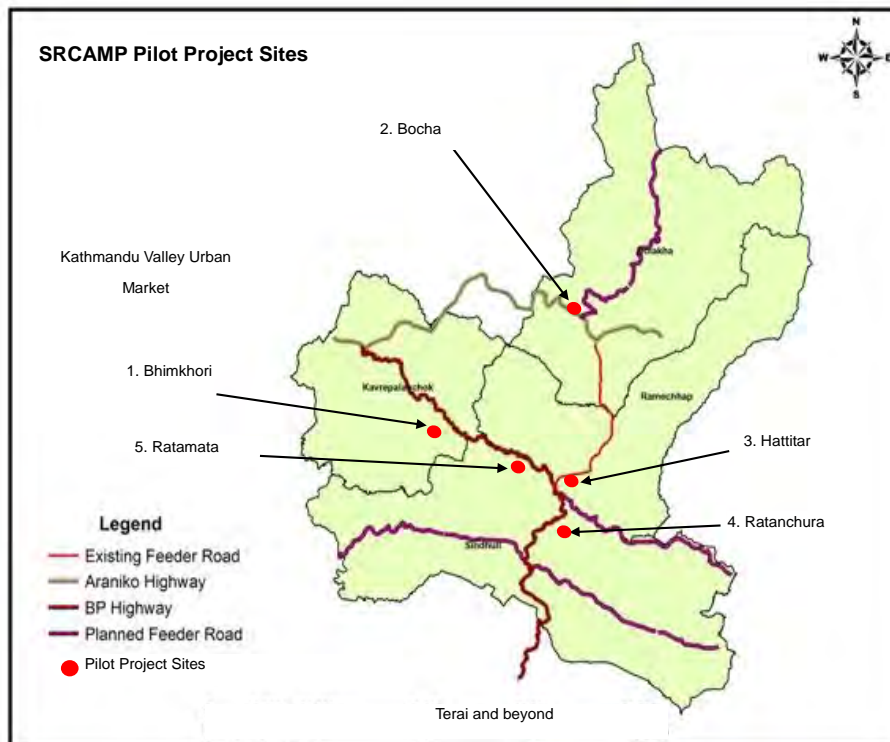 SRCAMP Pilot Project Sites
N
W
E
S
2. Bocha
Kathmandu Valley Urban
Market
Dolakha
1. Bhimkhori
Kavrepalanchok
Ramechhap
5. Ratamata
3. Hattitar
4. Ratanchura
Sindhuli
Legend
Existing Feeder Road
Araniko Highway
BP Highway
Planned Feeder Road
Pilot Project Sites
Terai and beyond